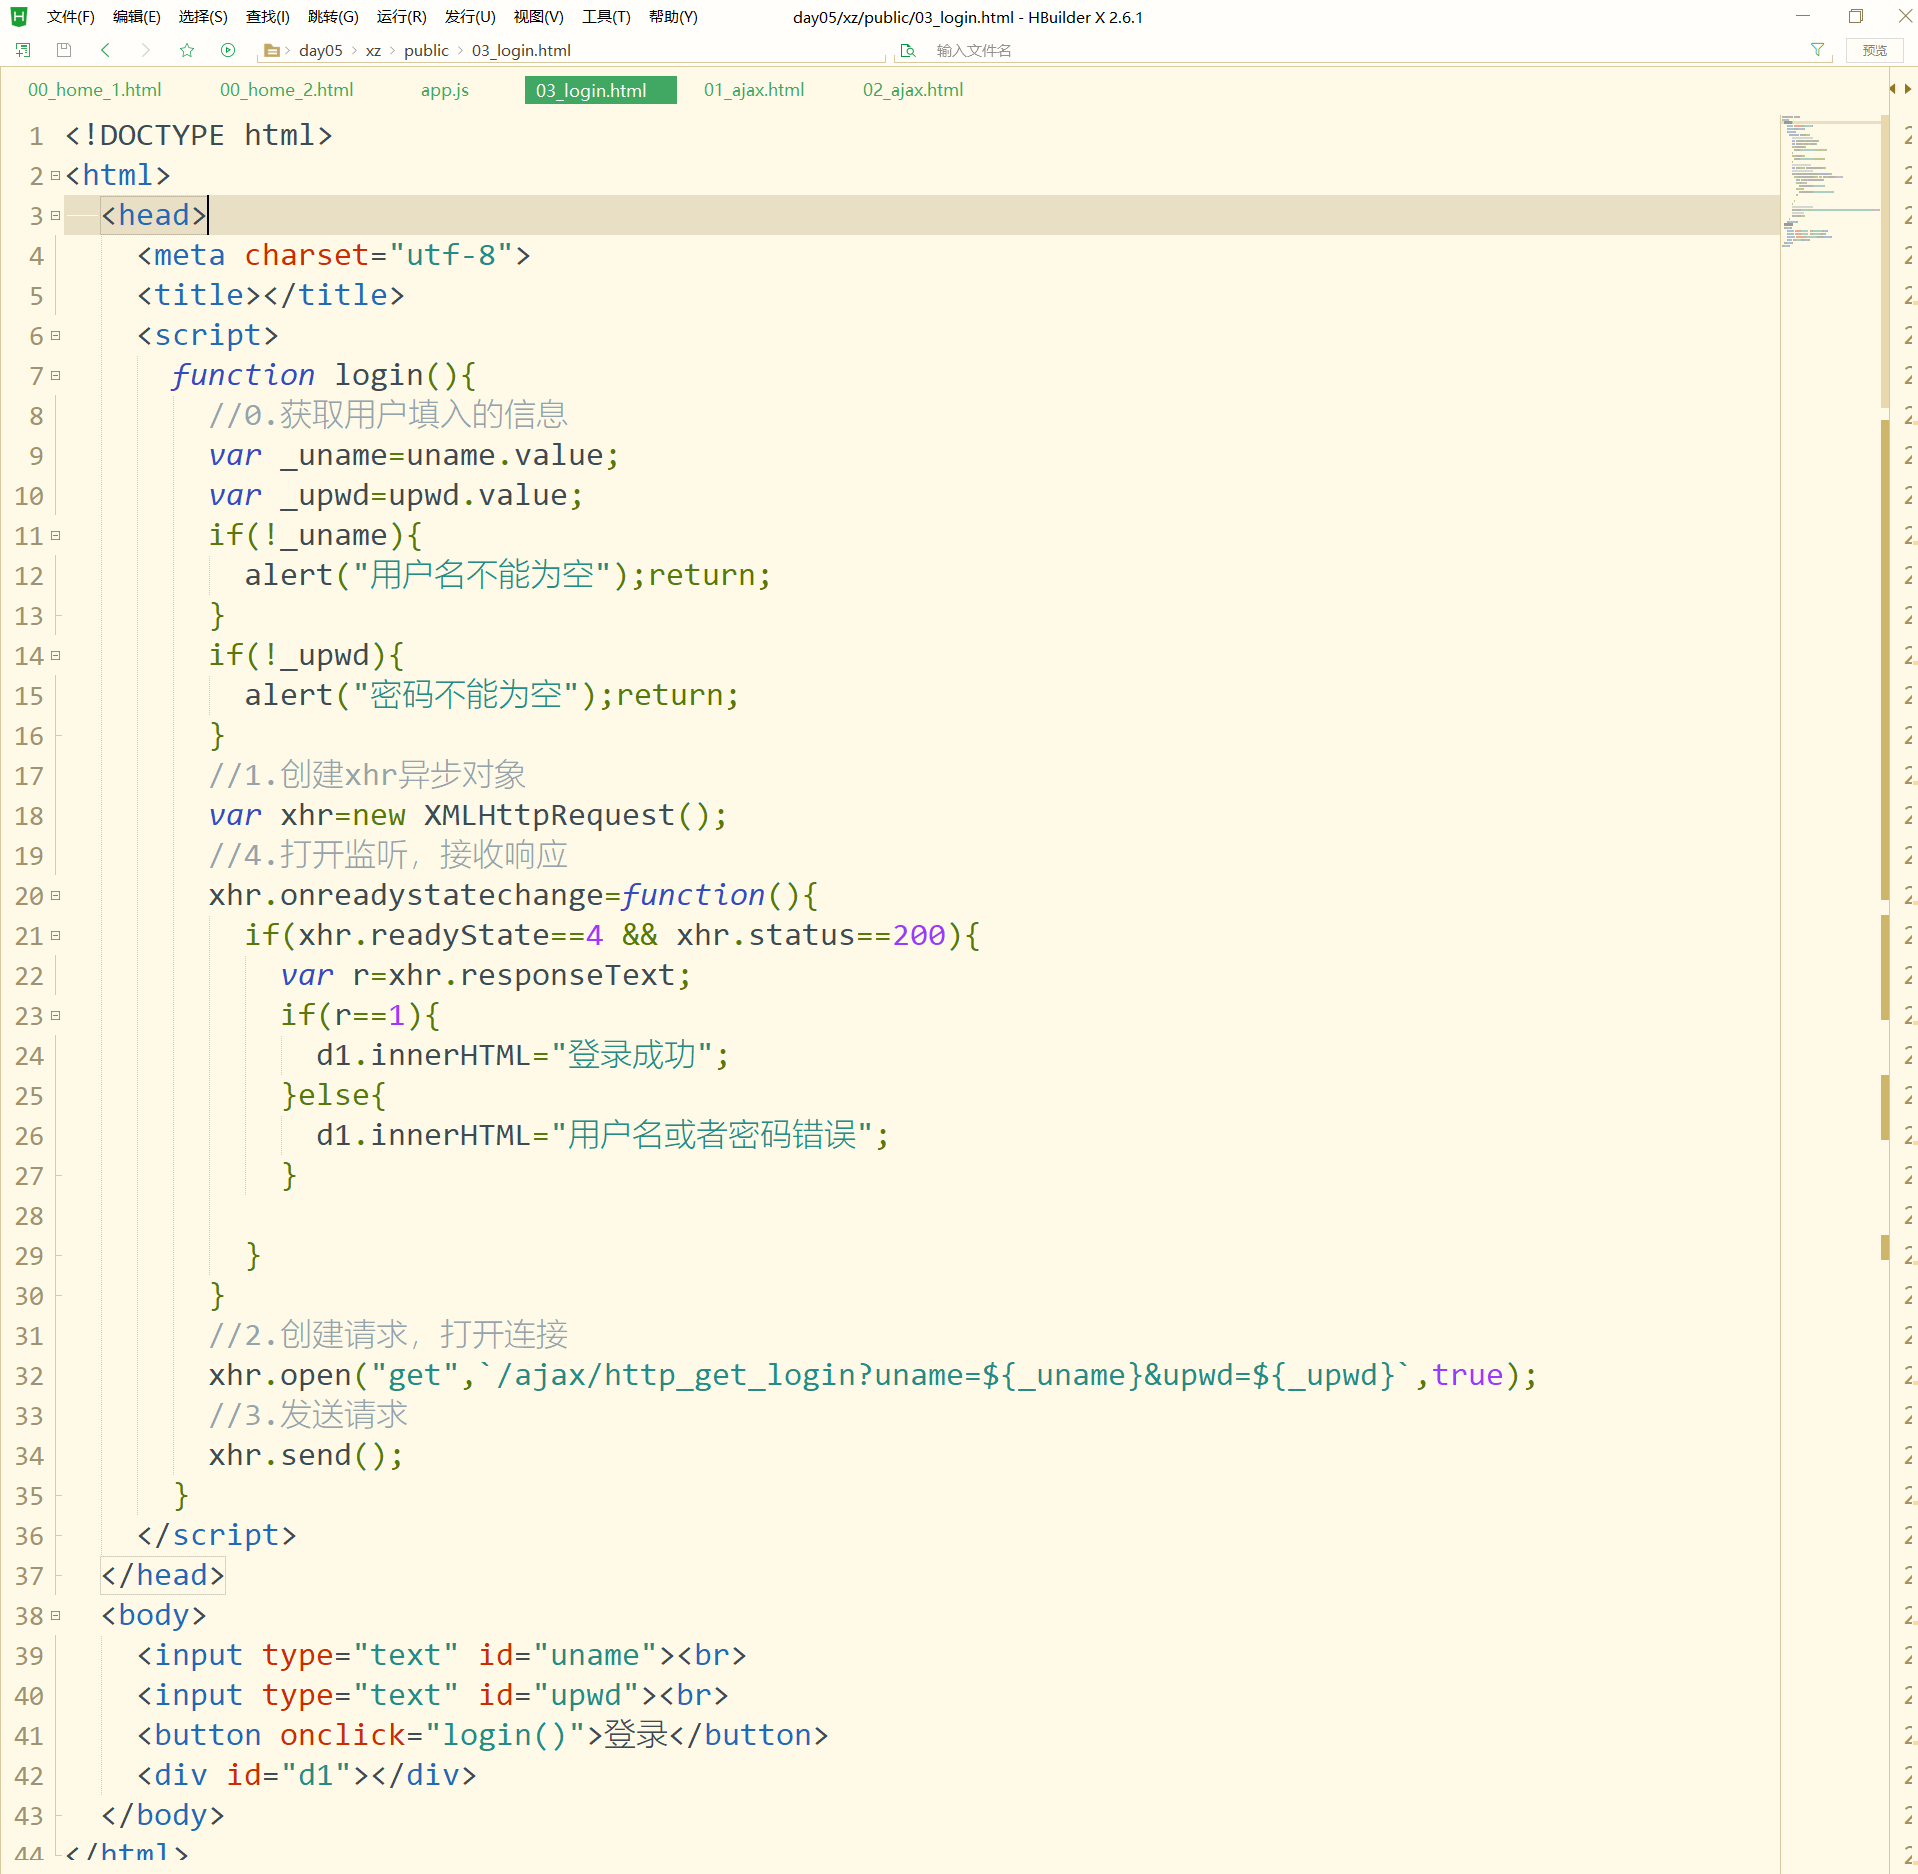 文件(F) 编辑(E) 选择(S) 查找(I) 跳转(G) 运行(R) 发行(U) 视图(V) 工具(T) 帮助(Y) day05/xz/public/03_login.html - HBuilder X 2.6.1
day05 xz public 03_login.html 输入文件名 预览
00_home_1.html 00_home_2.html app.js 03_login.html 01_ajax.html 02_ajax.html
1 <!DOCTYPE html>
2 <html>
3 <head>
4 <meta charset="utf-8">
5 <title></title>
6 <script>
7 function login(){
8 //0.获取用户填入的信息
9 var _uname=uname.value;
10 var _upwd=upwd.value;
11 if(!_uname){
12 alert("用户名不能为空");return;
13 }
14 if(!_upwd){
15 alert("密码不能为空");return;
16 }
17 //1.创建xhr异步对象
18 var xhr=new XMLHttpRequest();
19 //4.打开监听，接收响应
20 xhr.onreadystatechange=function(){
21 if(xhr.readyState==4 && xhr.status==200){
22 var r=xhr.responseText;
23 if(r==1){
24 d1.innerHTML="登录成功";
25 }else{
26 d1.innerHTML="用户名或者密码错误";
27 }
28
29 }
30 }
31 //2.创建请求，打开连接
32 xhr.open("get",`/ajax/http_get_login?uname=${_uname}&upwd=${_upwd}`,true);
33 //3.发送请求
34 xhr.send();
35 }
36 </script>
37 </head>
38 <body>
39 <input type="text" id="uname"><br>
40 <input type="text" id="upwd"><br>
41 <button onclick="login()">登录</button>
42 <div id="d1"></div>
43 </body>
44 </html>